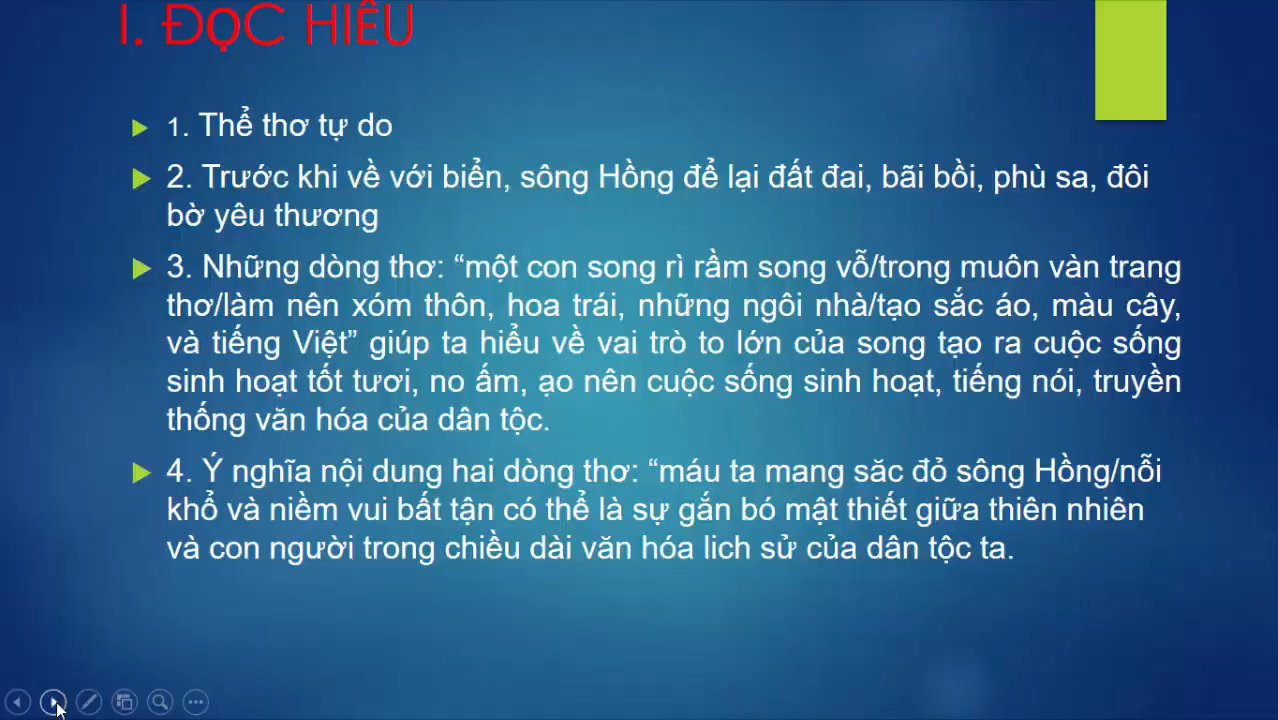 I. ĐỌC HIỂU
1. Thể thơ tự do
2. Trước khi về với biển, sông Hồng để lại đất đai, bãi bồi, phù sa, đôi
bờ yêu thương
3. Những dòng thơ: “một con song rì rầm song vỗ/trong muôn vàn trang
thơ/làm nên xóm thôn, hoa trái, những ngôi nhà/tạo sắc áo, màu cây,
và tiếng Việt” giúp ta hiểu về vai trò to lớn của song tạo ra cuộc sống
sinh hoạt tốt tươi, no ấm, ạo nên cuộc sống sinh hoạt, tiếng nói, truyền
thống văn hóa của dân tộc.
4. Ý nghĩa nội dung hai dòng thơ: “máu ta mang săc đỏ sông Hồng/nỗi
khổ và niềm vui bất tận có thể là sự gắn bó mật thiết giữa thiên nhiên
và con người trong chiều dài văn hóa lich sử của dân tộc ta.